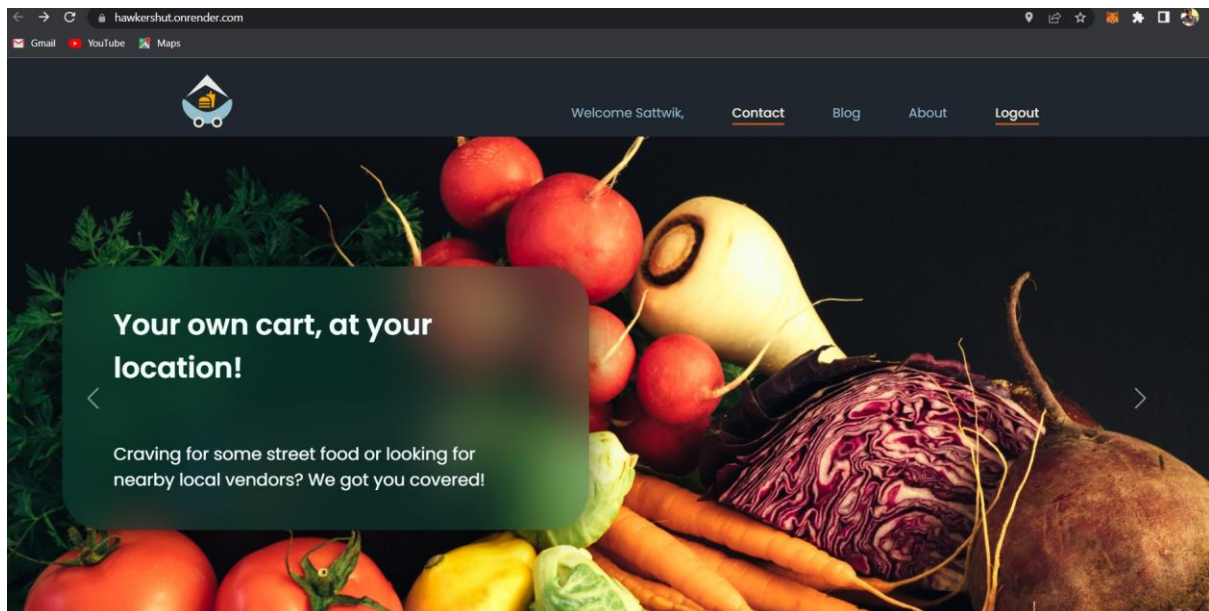 hawkershut.onrender.com
Gmail YouTube Maps
Welcome Sattwik, Contact Blog About Logout
Your own cart, at your
location!
Craving for some street food or looking for
nearby local vendors? We got you covered!